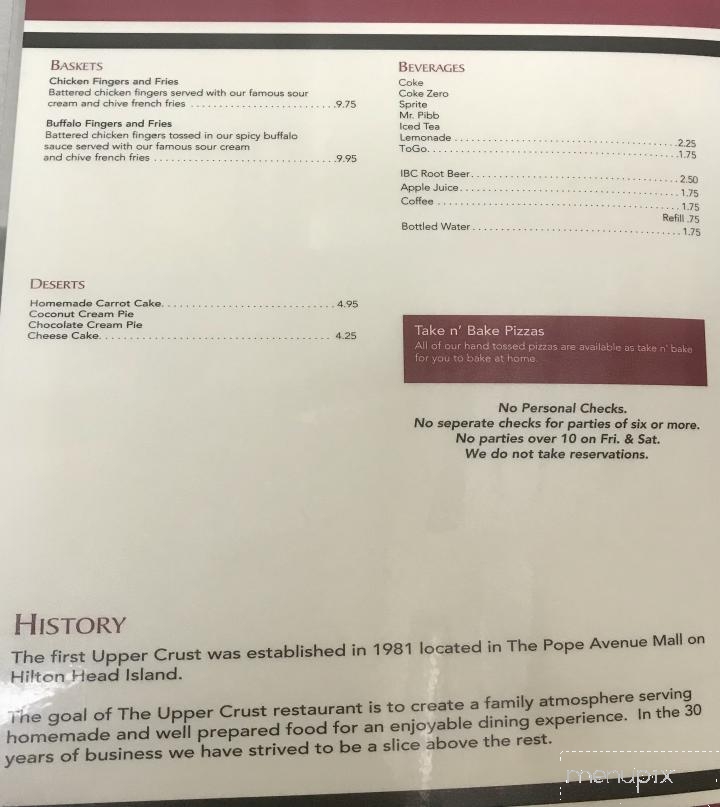 BASKETS
Chicken Fingers and Fries
Battered chicken fingers served with our famous sour
cream and chive french fries ........................... .9.75
Buffalo Fingers and Fries
Battered chicken fingers tossed in our spicy buffalo
sauce served with our famous sour cream
and chive french fries .................................. .9.95
DESERTS
Homemade Carrot Cake. ................................ 4.95
Coconut Cream Pie
Chocolate Cream Pie
Cheese Cake. .......................................... 4.25
BEVERAGES
Coke
Coke Zero
Sprite
Mr. Pibb
Iced Tea
Lemonade .......................................... .2.25
ToGo. ............................................. .1.75
IBC Root Beer. ..................................... 2.50
Apple Juice. ....................................... 1.75
Coffee ............................................. 1.75
Refill .75
Bottled Water ...................................... 1.75
Take n' Bake Pizzas
All of our hand tossed pizzas are available as take n' bake
for you to bake at home.
No Personal Checks.
No seperate checks for parties of six or more.
No parties over 10 on Fri. & Sat.
We do not take reservations.
HISTORY
The first Upper Crust was established in 1981 located in The Pope Avenue Mall on
Hilton Head Island.
The goal of The Upper Crust restaurant is to create a family atmosphere serving
homemade and well prepared food for an enjoyable dining experience. In the 30
years of business we have strived to be a slice above the rest.
menupix